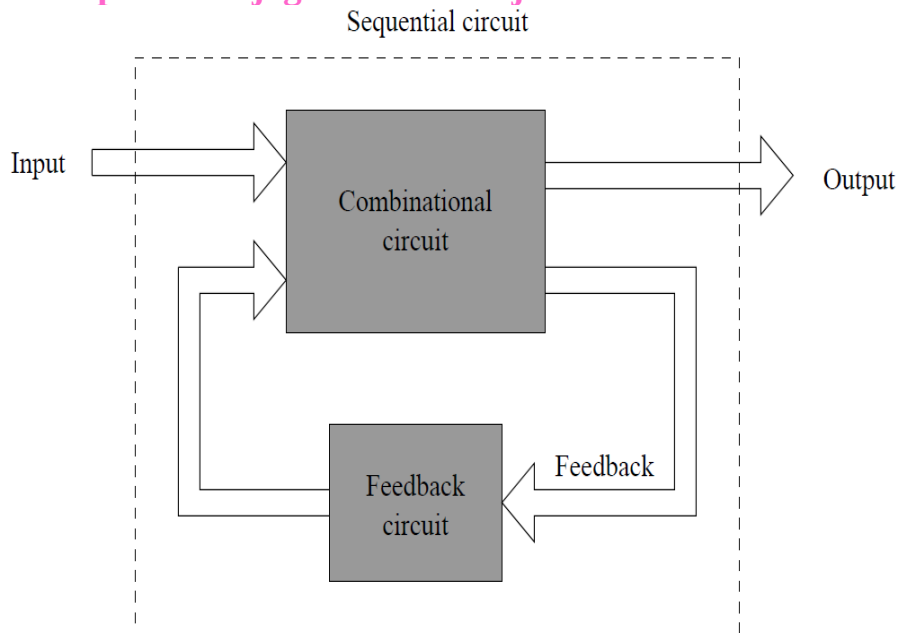 Sequential circuit
Input
Combinational
circuit
Output
Feedback
Feedback
circuit